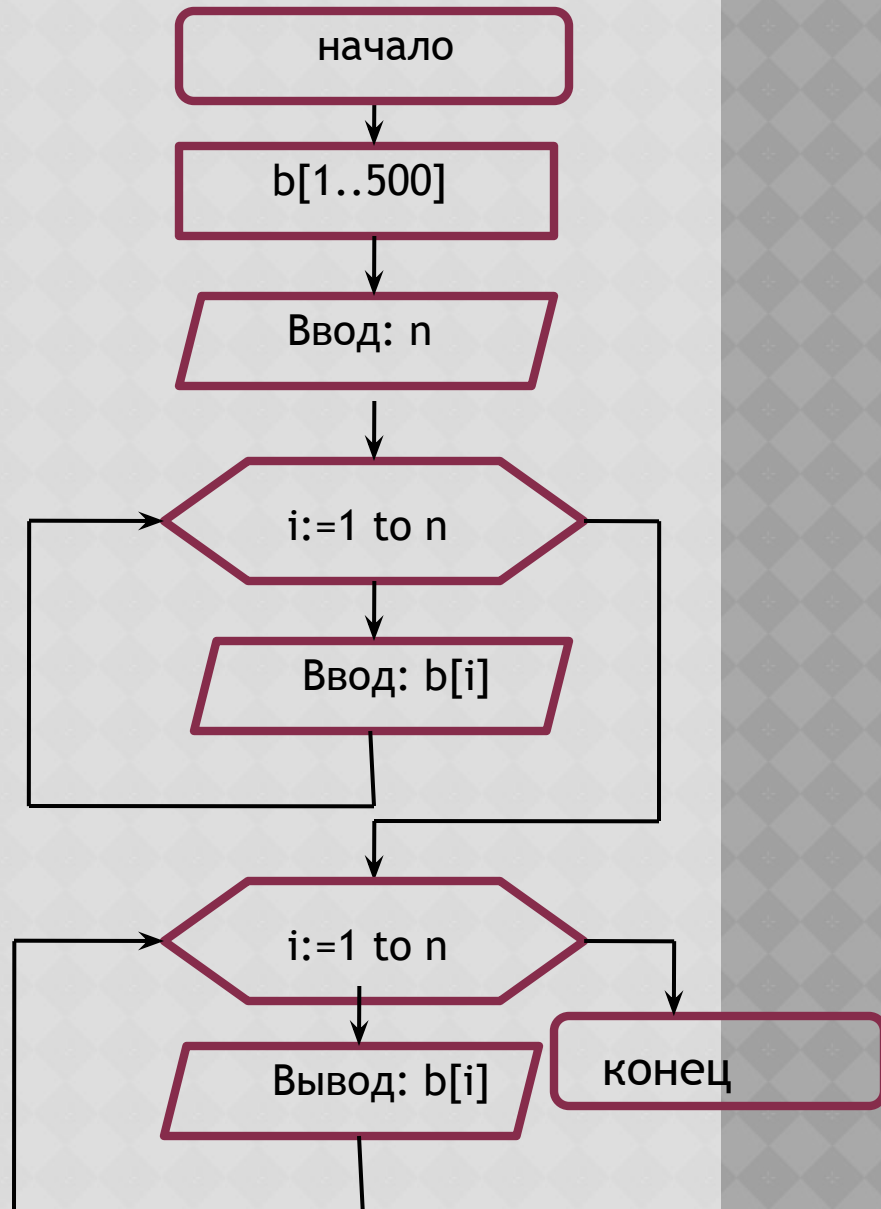 начало
b[1..500]
Ввод: n
i:=1 to n
Ввод: b[i]
i:=1 to n
Вывод: b[i]
конец